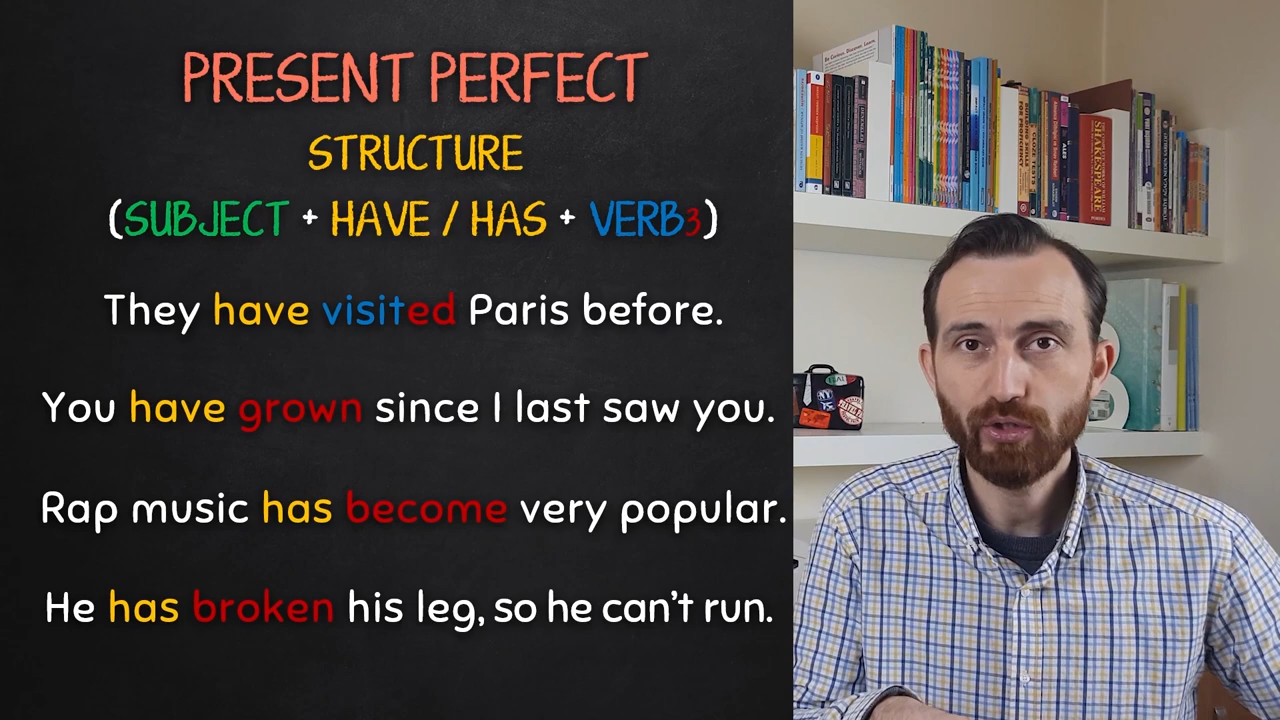 PRESENT PERFECT
STRUCTURE
(SUBJECT + HAVE / HAS + VERB3)
They have visited Paris before.
You have grown since I last saw you.
Rap music has become very popular.
He has broken his leg, so he can't run.
SHAKESPEARE